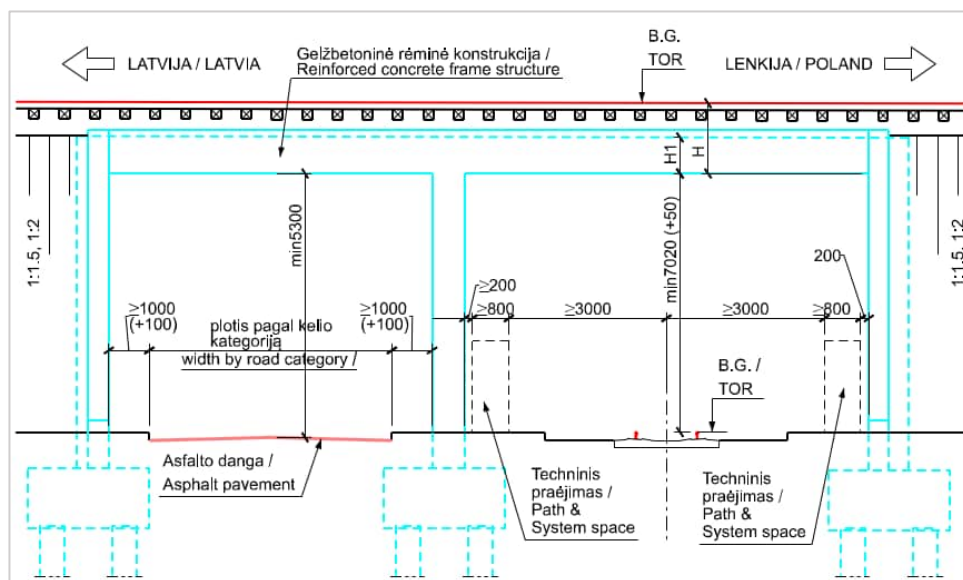 LATVIJA / LATVIA
Gelžbetoninė rėminė konstrukcija /
Reinforced concrete frame structure
B.G.
TOR
LENKIJA / POLAND
H1
H
1:1.5, 1:2
min5300
min7020 (+50)
1:1.5, 1:2
≥1000
(+100)
plotis pagal kelio
kategoriją
width by road category /
≥1000
(+100)
≥200
≥800
≥3000
≥3000
≥800
200
B.G. /
TOR
Asfalto danga /
Asphalt pavement
Techninis
praėjimas /
Path &
System space
Techninis
praėjimas /
Path &
System space